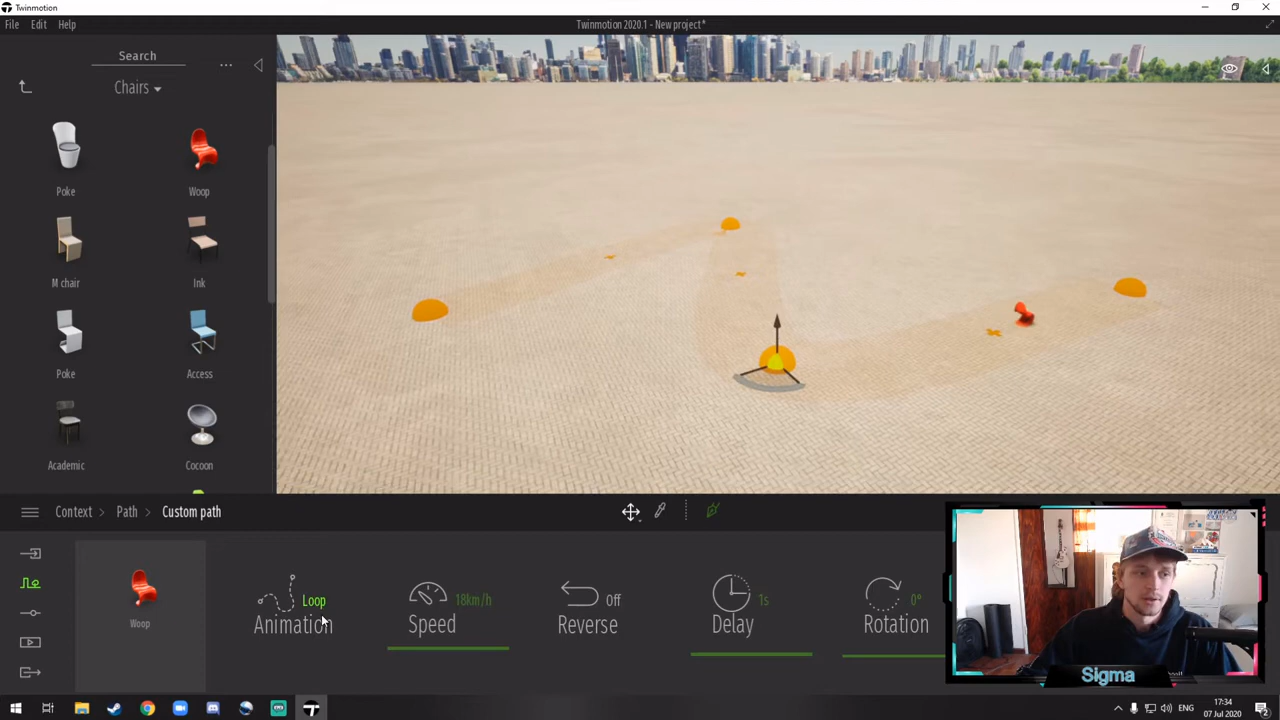 Twinmotion
File Edit Help
Twinmotion 2020.1 - New project*
Search ...
Chairs
Poke Woop
M chair Ink
Poke Access
Academic Cocoon
Context > Path > Custom path
Woop
Loop
Animation
18km/h
Speed
Off
Reverse
1s
Delay
0°
Rotation
Sigma
ENG
17:34
07 Jul 2020
2